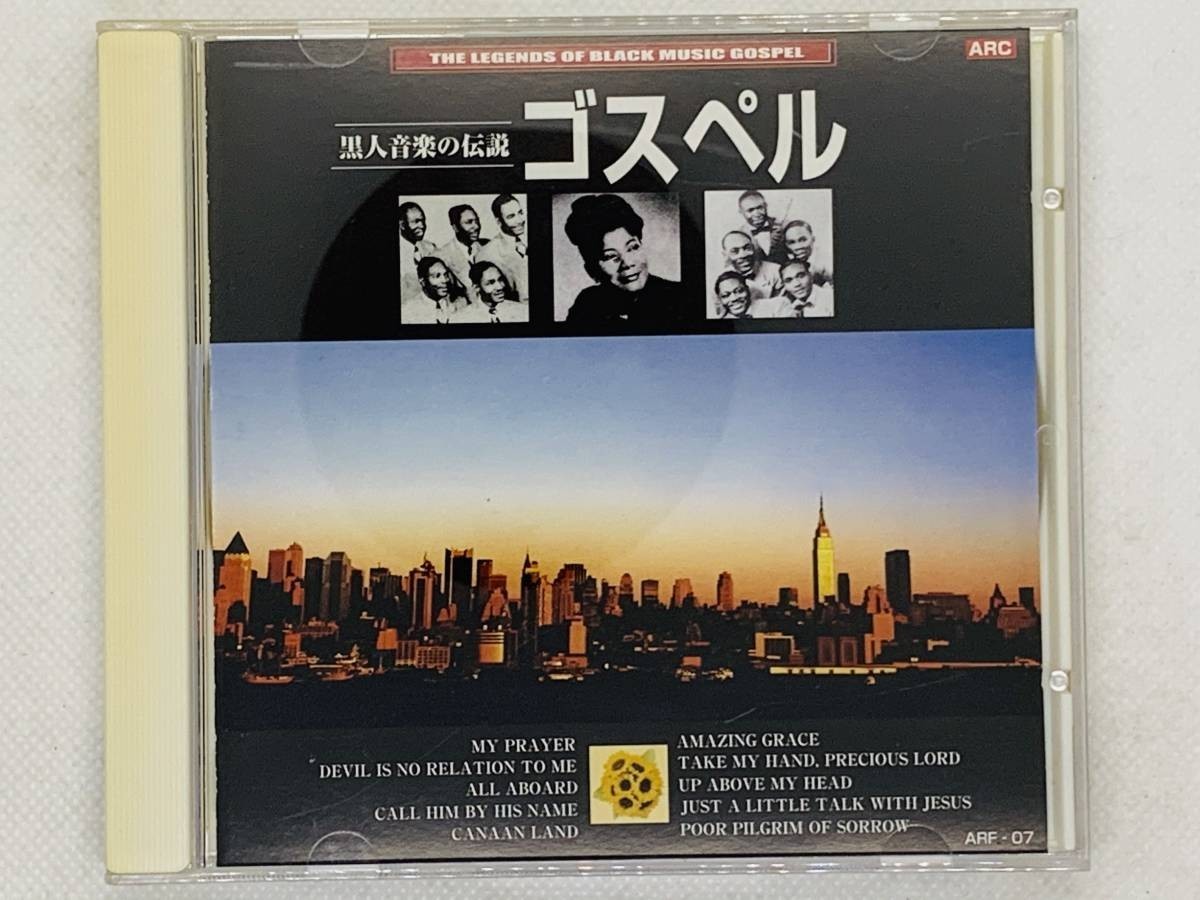 THE LEGENDS OF BLACK MUSIC GOSPEL
ARC
黒人音楽の伝説
ゴスペル
MY PRAYER
DEVIL IS NO RELATION TO ME
ALL ABOARD
CALL HIM BY HIS NAME
CANAAN LAND
AMAZING GRACE
TAKE MY HAND, PRECIOUS LORD
UP ABOVE MY HEAD
JUST A LITTLE TALK WITH JESUS
POOR PILGRIM OF SORROW
ARF-07